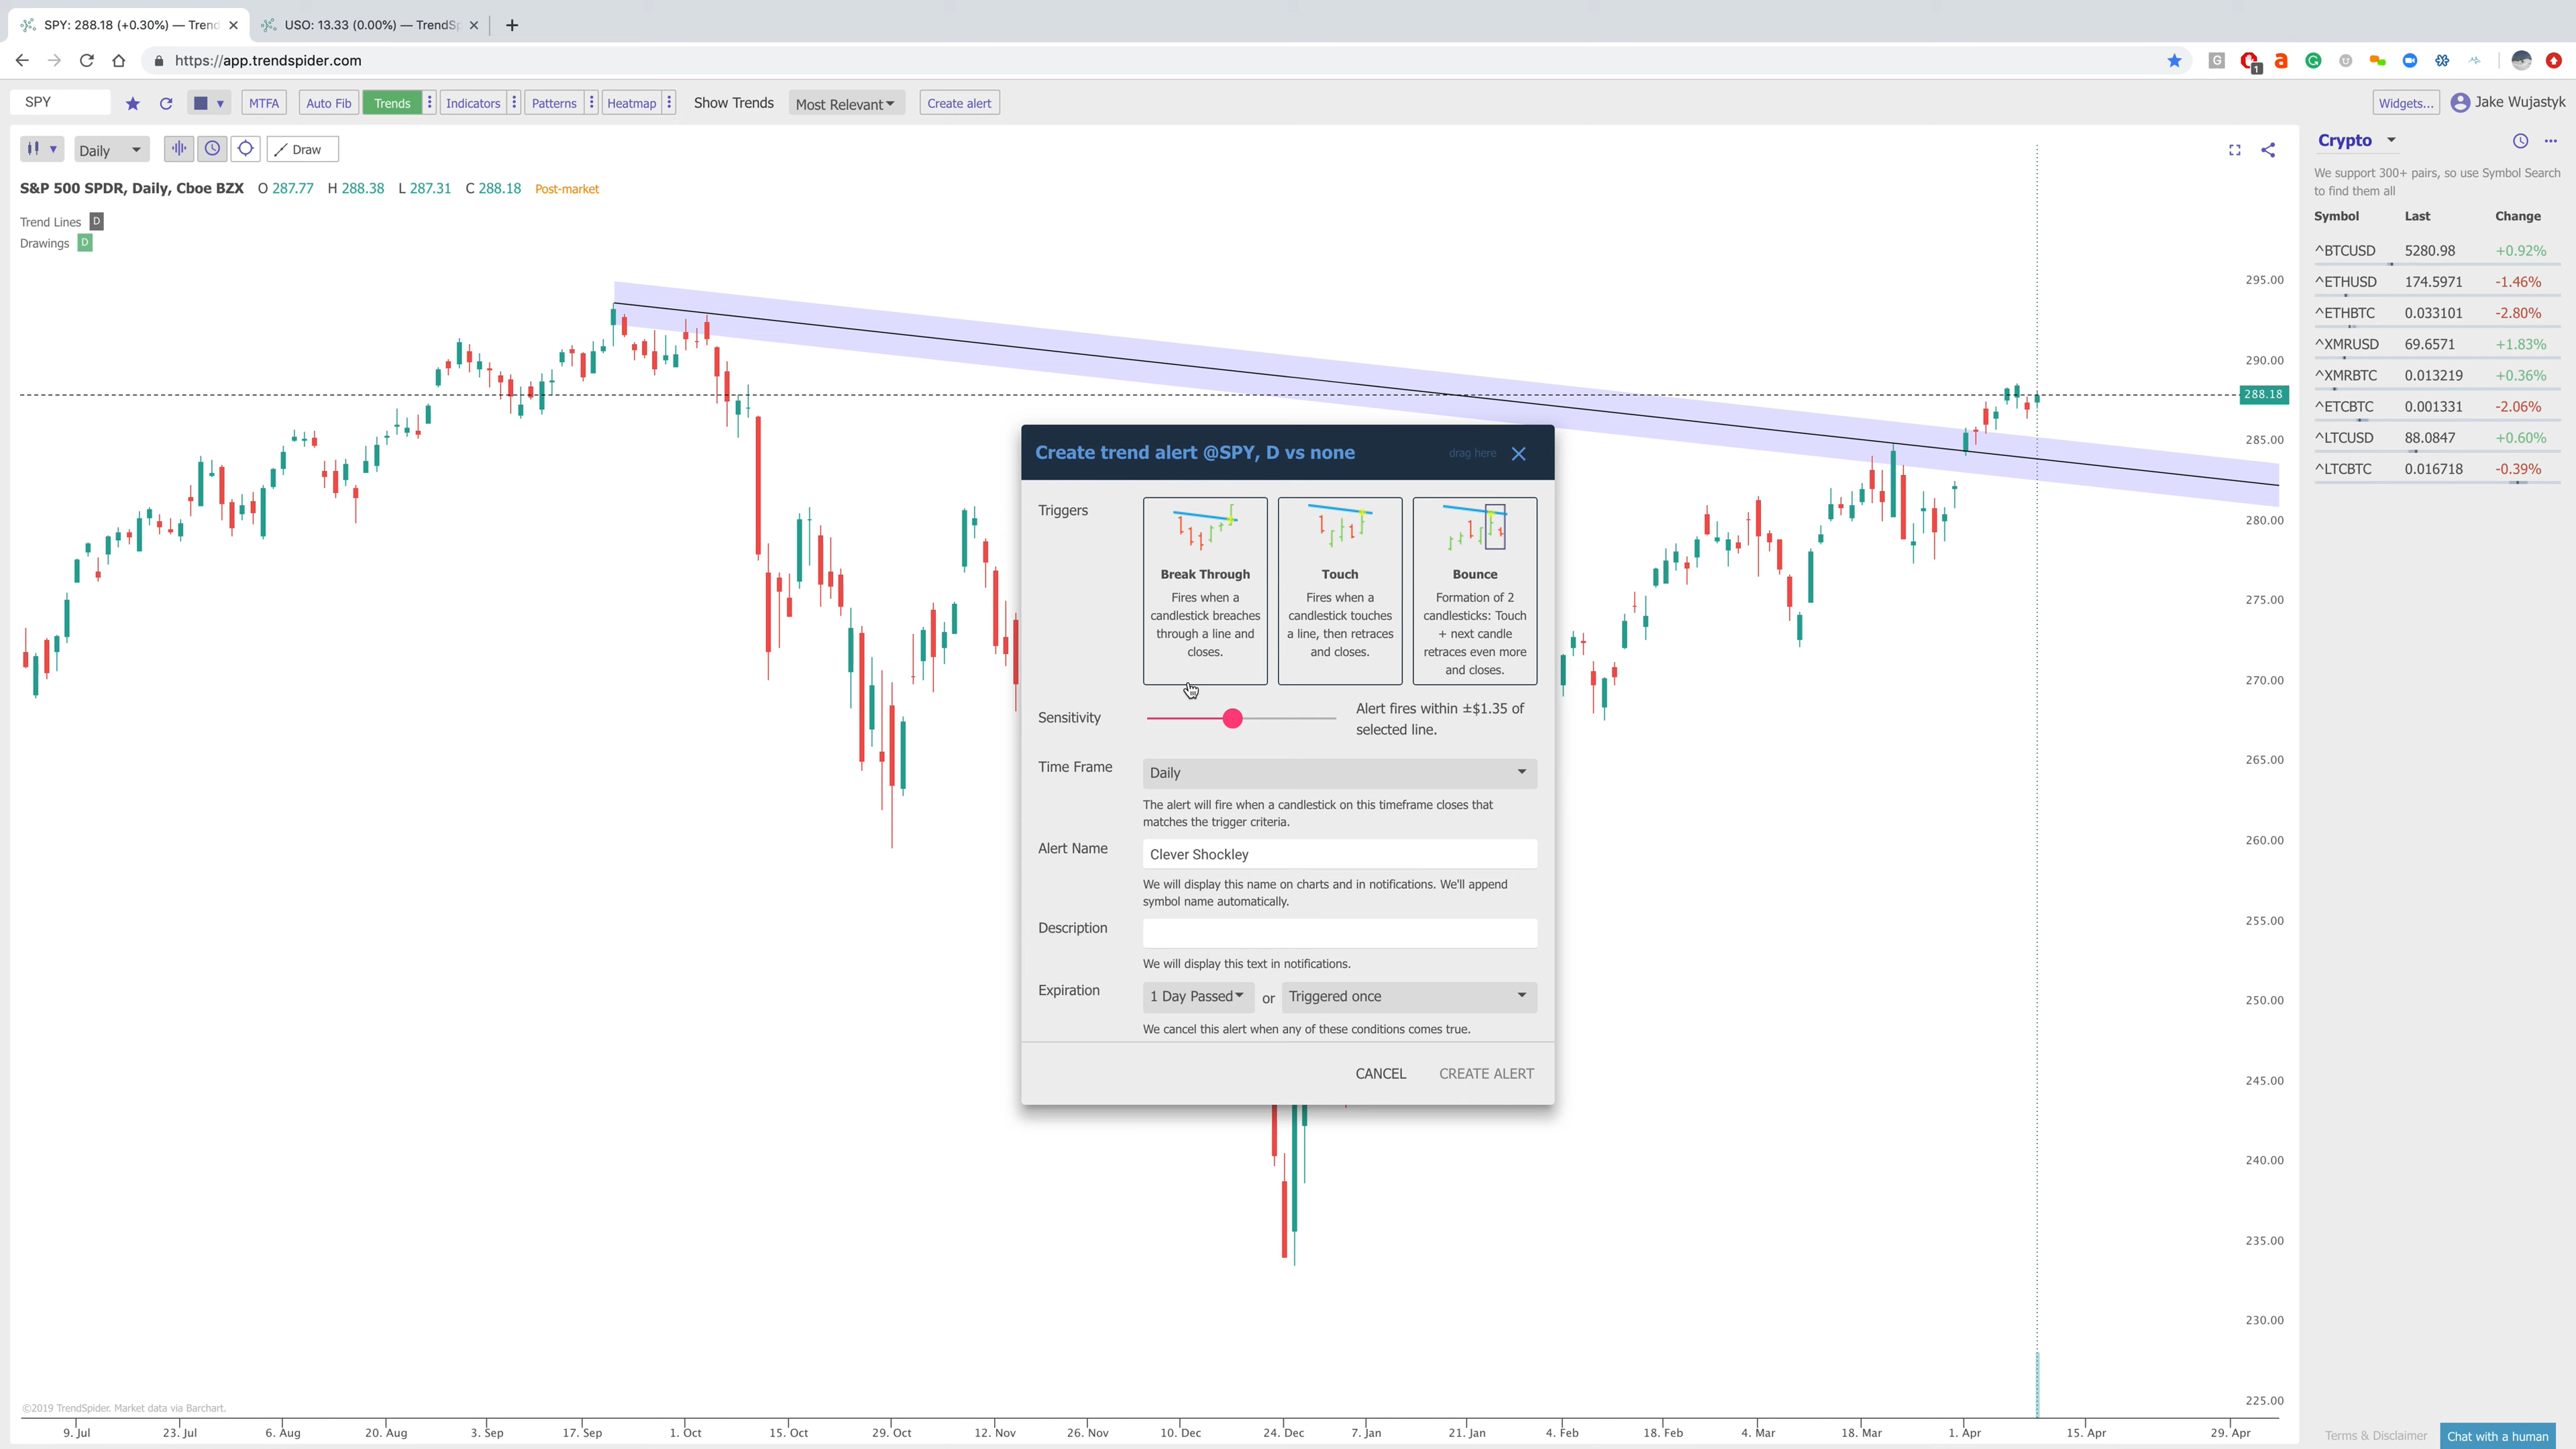 SPY: 288.18 (+0.30%) — Trend
USO: 13.33 (0.00%) — TrendSp
https://app.trendspider.com
G
1
a
SPY
MTFA
Auto Fib
Trends
Indicators
Patterns
Heatmap
Show Trends
Most Relevant
Create alert
Widgets...
Jake Wujastyk
Daily
Draw
S&P 500 SPDR, Daily, Cboe BZX O 287.77 H 288.38 L 287.31 C 288.18 Post-market
Trend Lines D
Drawings D
Crypto
We support 300+ pairs, so use Symbol Search
to find them all
Symbol Last Change
^BTCUSD 5280.98 +0.92%
^ETHUSD 174.5971 -1.46%
^ETHBTC 0.033101 -2.80%
^XMRUSD 69.6571 +1.83%
^XMRBTC 0.013219 +0.36%
^ETCBTC 0.001331 -2.06%
^LTCUSD 88.0847 +0.60%
^LTCBTC 0.016718 -0.39%
295.00
290.00
288.18
285.00
280.00
275.00
270.00
265.00
260.00
255.00
250.00
245.00
240.00
235.00
230.00
225.00
Create trend alert @SPY, D vs none
drag here
Triggers
Break Through
Fires when a
candlestick breaches
through a line and
closes.
Touch
Fires when a
candlestick touches
a line, then retraces
and closes.
Bounce
Formation of 2
candlesticks: Touch
+ next candle
retraces even more
and closes.
Sensitivity
Alert fires within ±$1.35 of
selected line.
Time Frame
Daily
The alert will fire when a candlestick on this timeframe closes that
matches the trigger criteria.
Alert Name
Clever Shockley
We will display this name on charts and in notifications. We'll append
symbol name automatically.
Description
We will display this text in notifications.
Expiration
1 Day Passed
or
Triggered once
We cancel this alert when any of these conditions comes true.
CANCEL
CREATE ALERT
©2019 TrendSpider. Market data via Barchart.
9. Jul
23. Jul
6. Aug
20. Aug
3. Sep
17. Sep
1. Oct
15. Oct
29. Oct
12. Nov
26. Nov
10. Dec
24. Dec
7. Jan
21. Jan
4. Feb
18. Feb
4. Mar
18. Mar
1. Apr
15. Apr
29. Apr
Terms & Disclaimer
Chat with a human